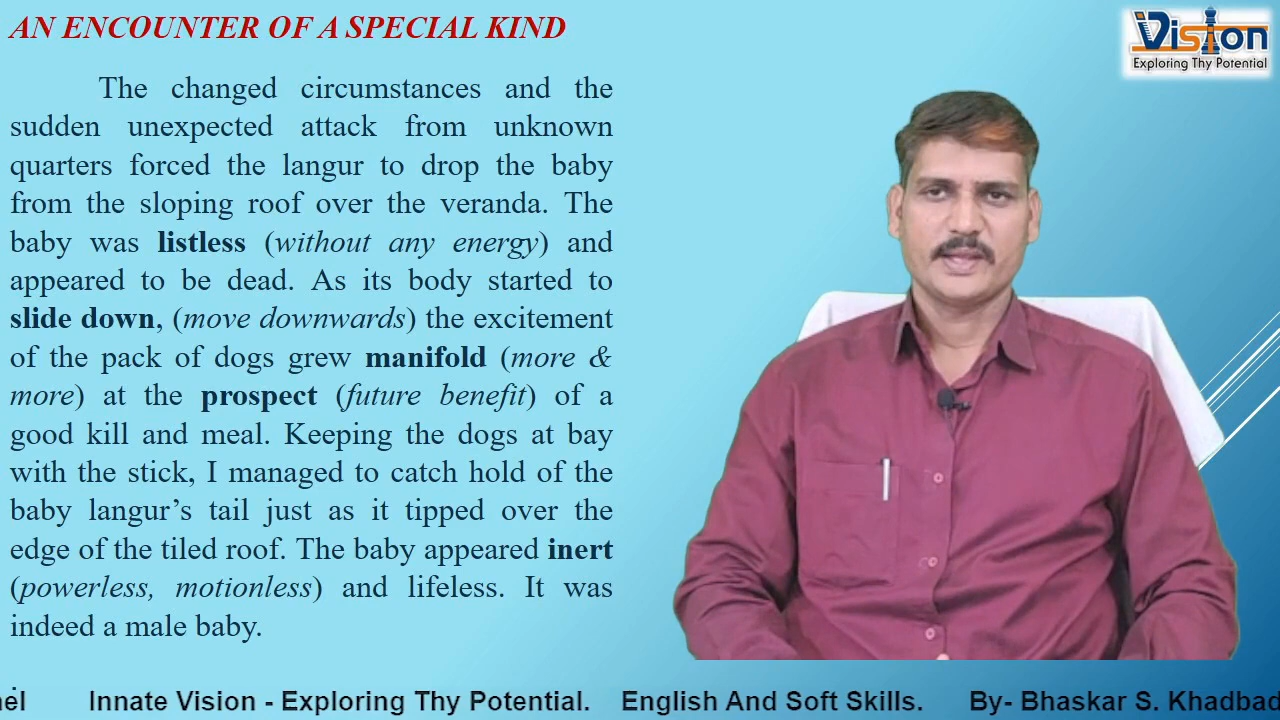 AN ENCOUNTER OF A SPECIAL KIND
Vision
Exploring Thy Potential
The changed circumstances and the
sudden unexpected attack from unknown
quarters forced the langur to drop the baby
from the sloping roof over the veranda. The
baby was listless (without any energy) and
appeared to be dead. As its body started to
slide down, (move downwards) the excitement
of the pack of dogs grew manifold (more &
more) at the prospect (future benefit) of a
good kill and meal. Keeping the dogs at bay
with the stick, I managed to catch hold of the
baby langur’s tail just as it tipped over the
edge of the tiled roof. The baby appeared inert
(powerless, motionless) and lifeless. It was
indeed a male baby.
Innate Vision - Exploring Thy Potential. English And Soft Skills. By- Bhaskar S. Khadbad